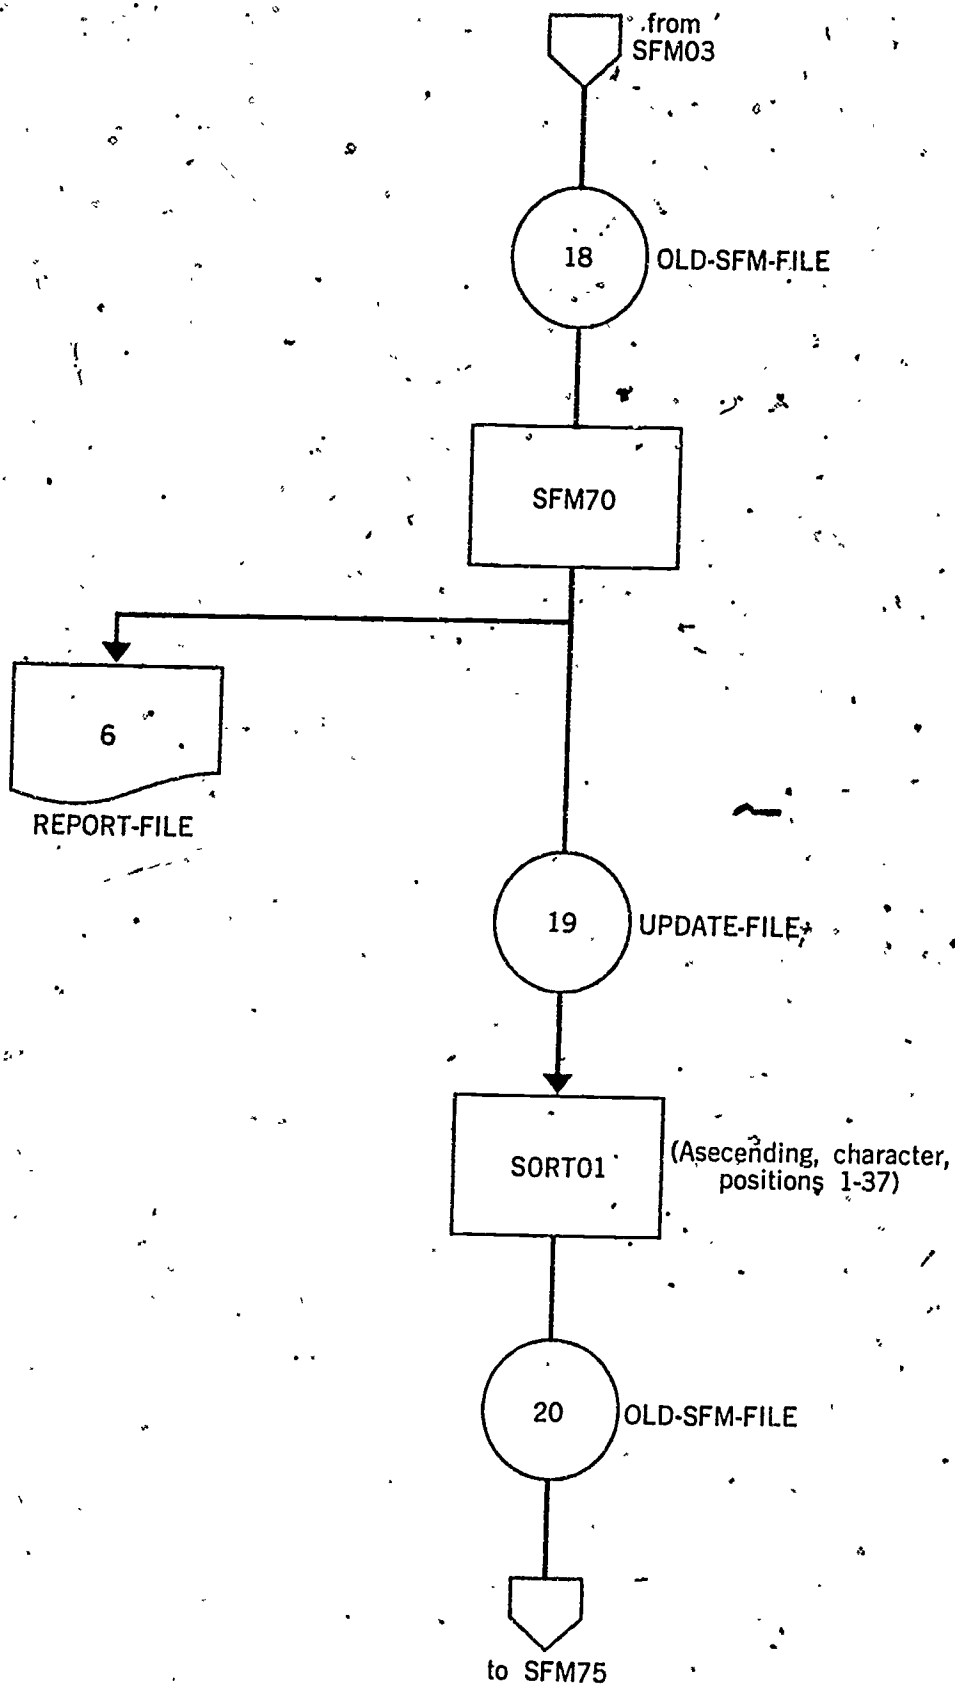 from
SFM03
18
OLD-SFM-FILE
SFM70
6
REPORT-FILE
19
UPDATE-FILE
SORT01
(Asecending, character,
positions 1-37)
20
OLD-SFM-FILE
to SFM75